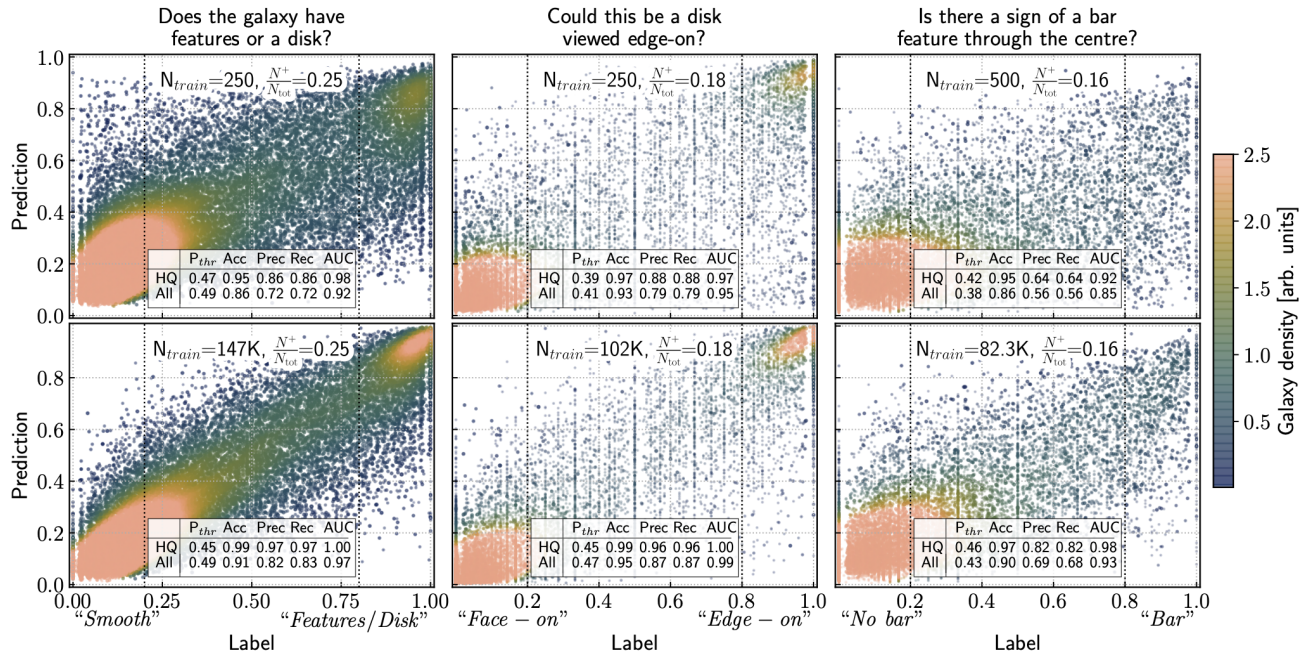 Does the galaxy have
features or a disk?
Could this be a disk
viewed edge-on?
Is there a sign of a bar
feature through the centre?
1.0
0.8
0.6
0.4
0.2
0.0
Prediction
N_train=250, N⁺/N_tot=0.25
P_thr Acc Prec Rec AUC
HQ 0.47 0.95 0.86 0.86 0.98
All 0.49 0.86 0.72 0.72 0.92
N_train=250, N⁺/N_tot=0.18
P_thr Acc Prec Rec AUC
HQ 0.39 0.97 0.88 0.88 0.97
All 0.41 0.93 0.79 0.79 0.95
N_train=500, N⁺/N_tot=0.16
P_thr Acc Prec Rec AUC
HQ 0.42 0.95 0.64 0.64 0.92
All 0.38 0.86 0.56 0.56 0.85
0.8
0.6
0.4
0.2
0.0
Prediction
N_train=147K, N⁺/N_tot=0.25
P_thr Acc Prec Rec AUC
HQ 0.45 0.99 0.97 0.97 1.00
All 0.49 0.91 0.82 0.83 0.97
N_train=102K, N⁺/N_tot=0.18
P_thr Acc Prec Rec AUC
HQ 0.45 0.99 0.96 0.96 1.00
All 0.47 0.95 0.87 0.87 0.99
N_train=82.3K, N⁺/N_tot=0.16
P_thr Acc Prec Rec AUC
HQ 0.46 0.97 0.82 0.82 0.98
All 0.43 0.90 0.69 0.68 0.93
0.00 0.25 0.50 0.75 1.00
"Smooth" "Features/Disk"
Label
0.2 0.4 0.6 0.8 1.0
"Face − on" "Edge − on"
Label
0.2 0.4 0.6 0.8 1.0
"No bar" "Bar"
Label
2.5
2.0
1.5
1.0
0.5
Galaxy density [arb. units]